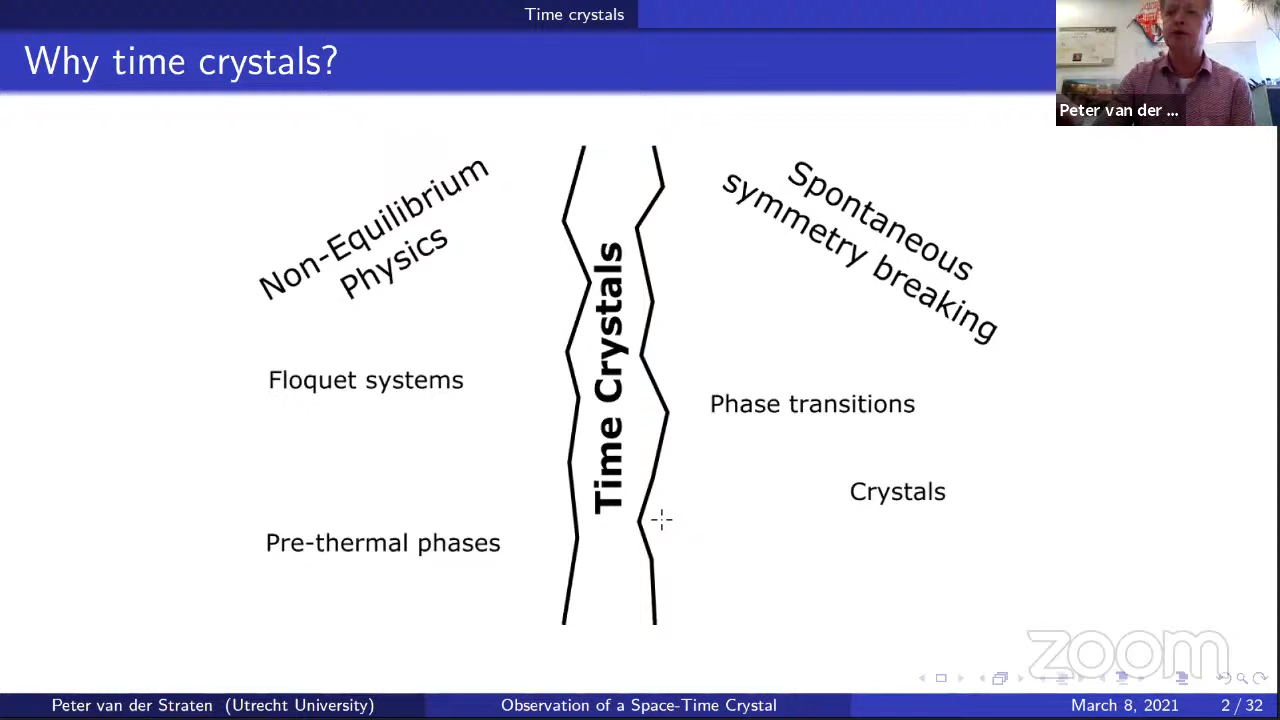 Time crystals
Why time crystals?
Peter van der ...
Non-Equilibrium
Physics
Spontaneous
symmetry breaking
Time Crystals
Floquet systems
Phase transitions
Crystals
Pre-thermal phases
zoom
Peter van der Straten (Utrecht University)
Observation of a Space-Time Crystal
March 8, 2021
2 / 32